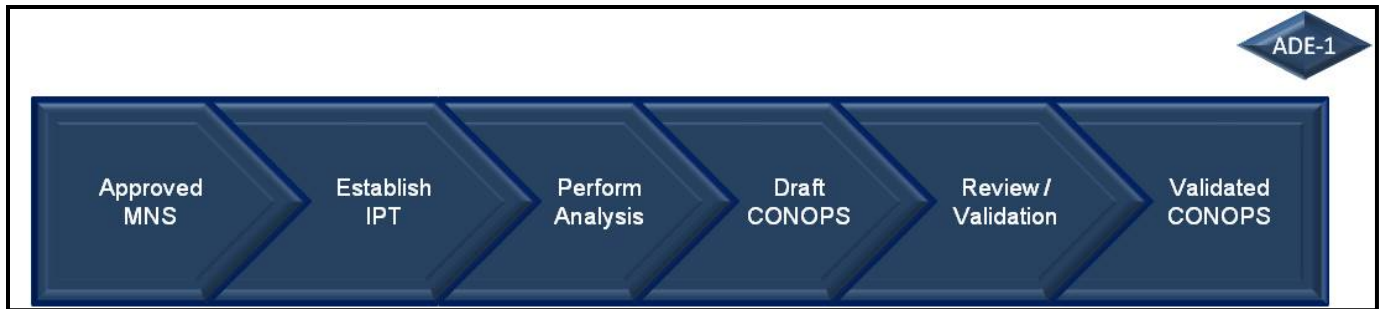 ADE-1
Approved
MNS
Establish
IPT
Perform
Analysis
Draft
CONOPS
Review /
Validation
Validated
CONOPS